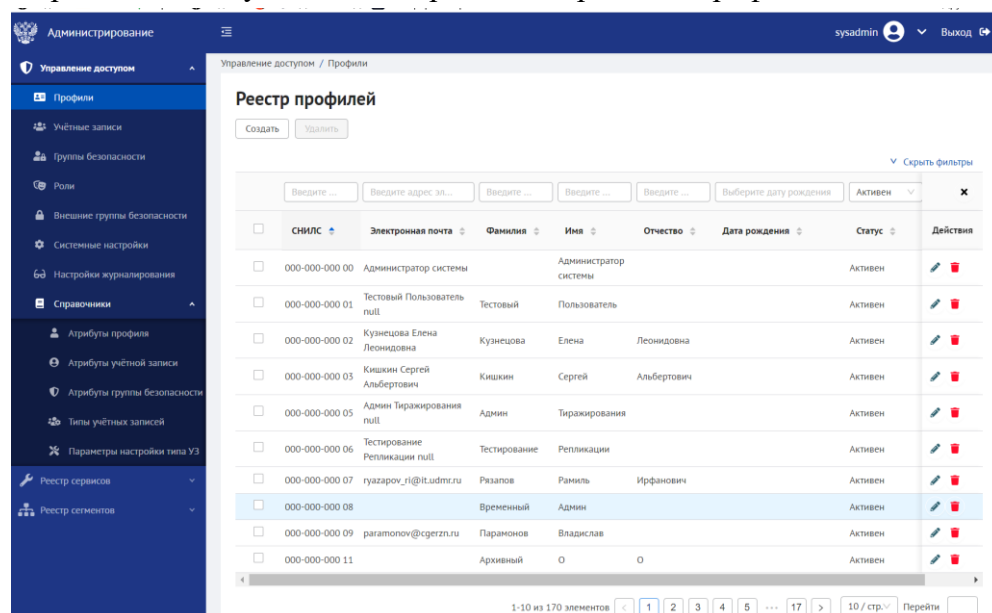 Администрирование
sysadmin Выход
Управление доступом
Управление доступом / Профили
Профили
Учётные записи
Группы безопасности
Роли
Внешние группы безопасности
Системные настройки
Настройки журналирования
Справочники
Атрибуты профиля
Атрибуты учётной записи
Атрибуты группы безопасности
Типы учётных записей
Параметры настройки типа УЗ
Реестр сервисов
Реестр сегментов
Реестр профилей
Создать Удалить
Скрыть фильтры
Введите ... Введите адрес эл... Введите ... Введите ... Введите ... Выберите дату рождения Активен
СНИЛС Электронная почта Фамилия Имя Отчество Дата рождения Статус Действия
000-000-000 00 Администратор системы Администратор системы Активен
000-000-000 01 Тестовый Пользователь null Тестовый Пользователь Активен
000-000-000 02 Кузнецова Елена Леонидовна Кузнецова Елена Леонидовна Активен
000-000-000 03 Кишкин Сергей Альбертович Кишкин Сергей Альбертович Активен
000-000-000 05 Админ Тиражирования null Админ Тиражирования Активен
000-000-000 06 Тестирование Репликации null Тестирование Репликации Активен
000-000-000 07 ryazapov_ri@it.udmr.ru Рязапов Рамиль Ирфанович Активен
000-000-000 08 Временный Админ Активен
000-000-000 09 paramonov@cgerzn.ru Парамонов Владислав Активен
000-000-000 11 Архивный О О Активен
1-10 из 170 элементов < 1 2 3 4 5 ... 17 > 10 / стр. Перейти